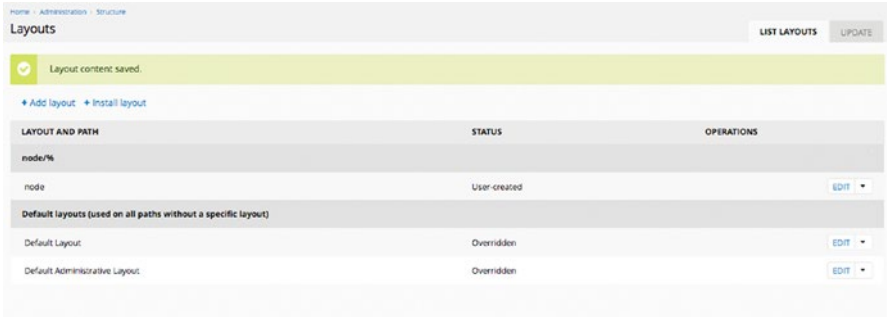 Home › Administration › Structure
Layouts
LIST LAYOUTS UPDATE
Layout content saved.
+ Add layout + Install layout
LAYOUT AND PATH STATUS OPERATIONS
node/%
node User-created EDIT
Default layouts (used on all paths without a specific layout)
Default Layout Overridden EDIT
Default Administrative Layout Overridden EDIT